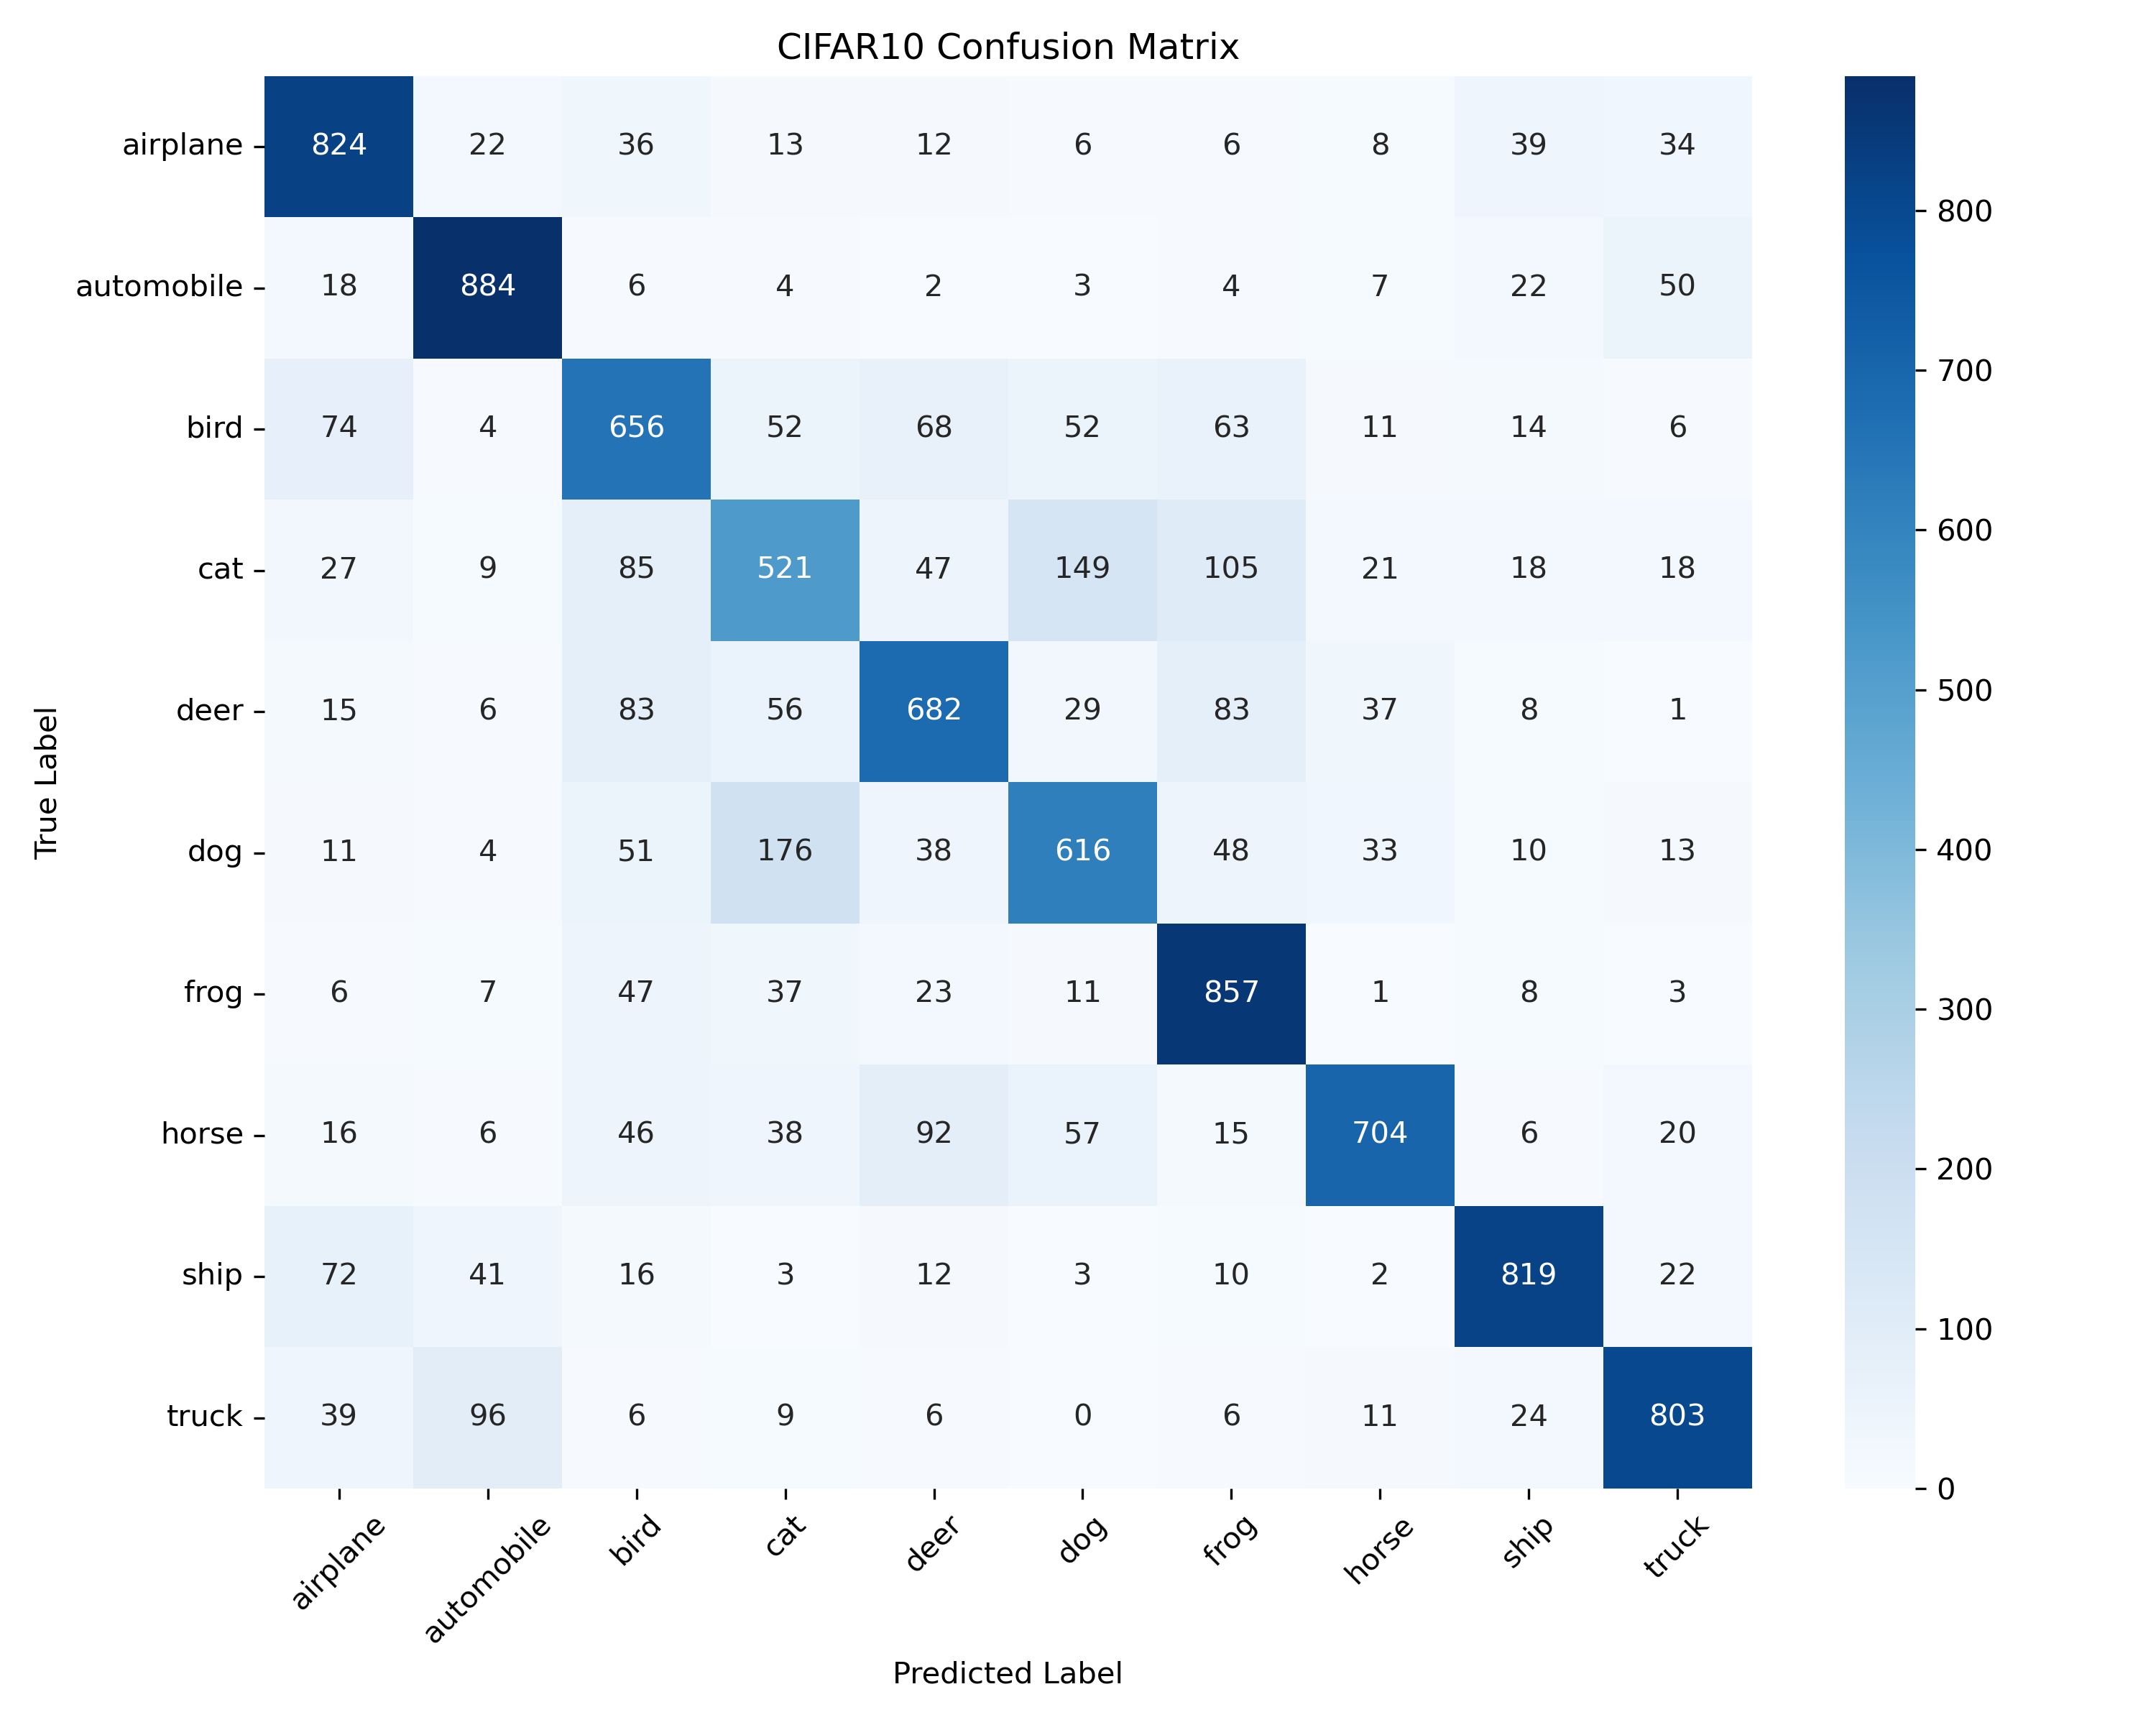 CIFAR10 Confusion Matrix
airplane 824 22 36 13 12 6 6 8 39 34
automobile 18 884 6 4 2 3 4 7 22 50
bird 74 4 656 52 68 52 63 11 14 6
cat 27 9 85 521 47 149 105 21 18 18
deer 15 6 83 56 682 29 83 37 8 1
dog 11 4 51 176 38 616 48 33 10 13
frog 6 7 47 37 23 11 857 1 8 3
horse 16 6 46 38 92 57 15 704 6 20
ship 72 41 16 3 12 3 10 2 819 22
truck 39 96 6 9 6 0 6 11 24 803
airplane automobile bird cat deer dog frog horse ship truck
Predicted Label
True Label
800
700
600
500
400
300
200
100
0